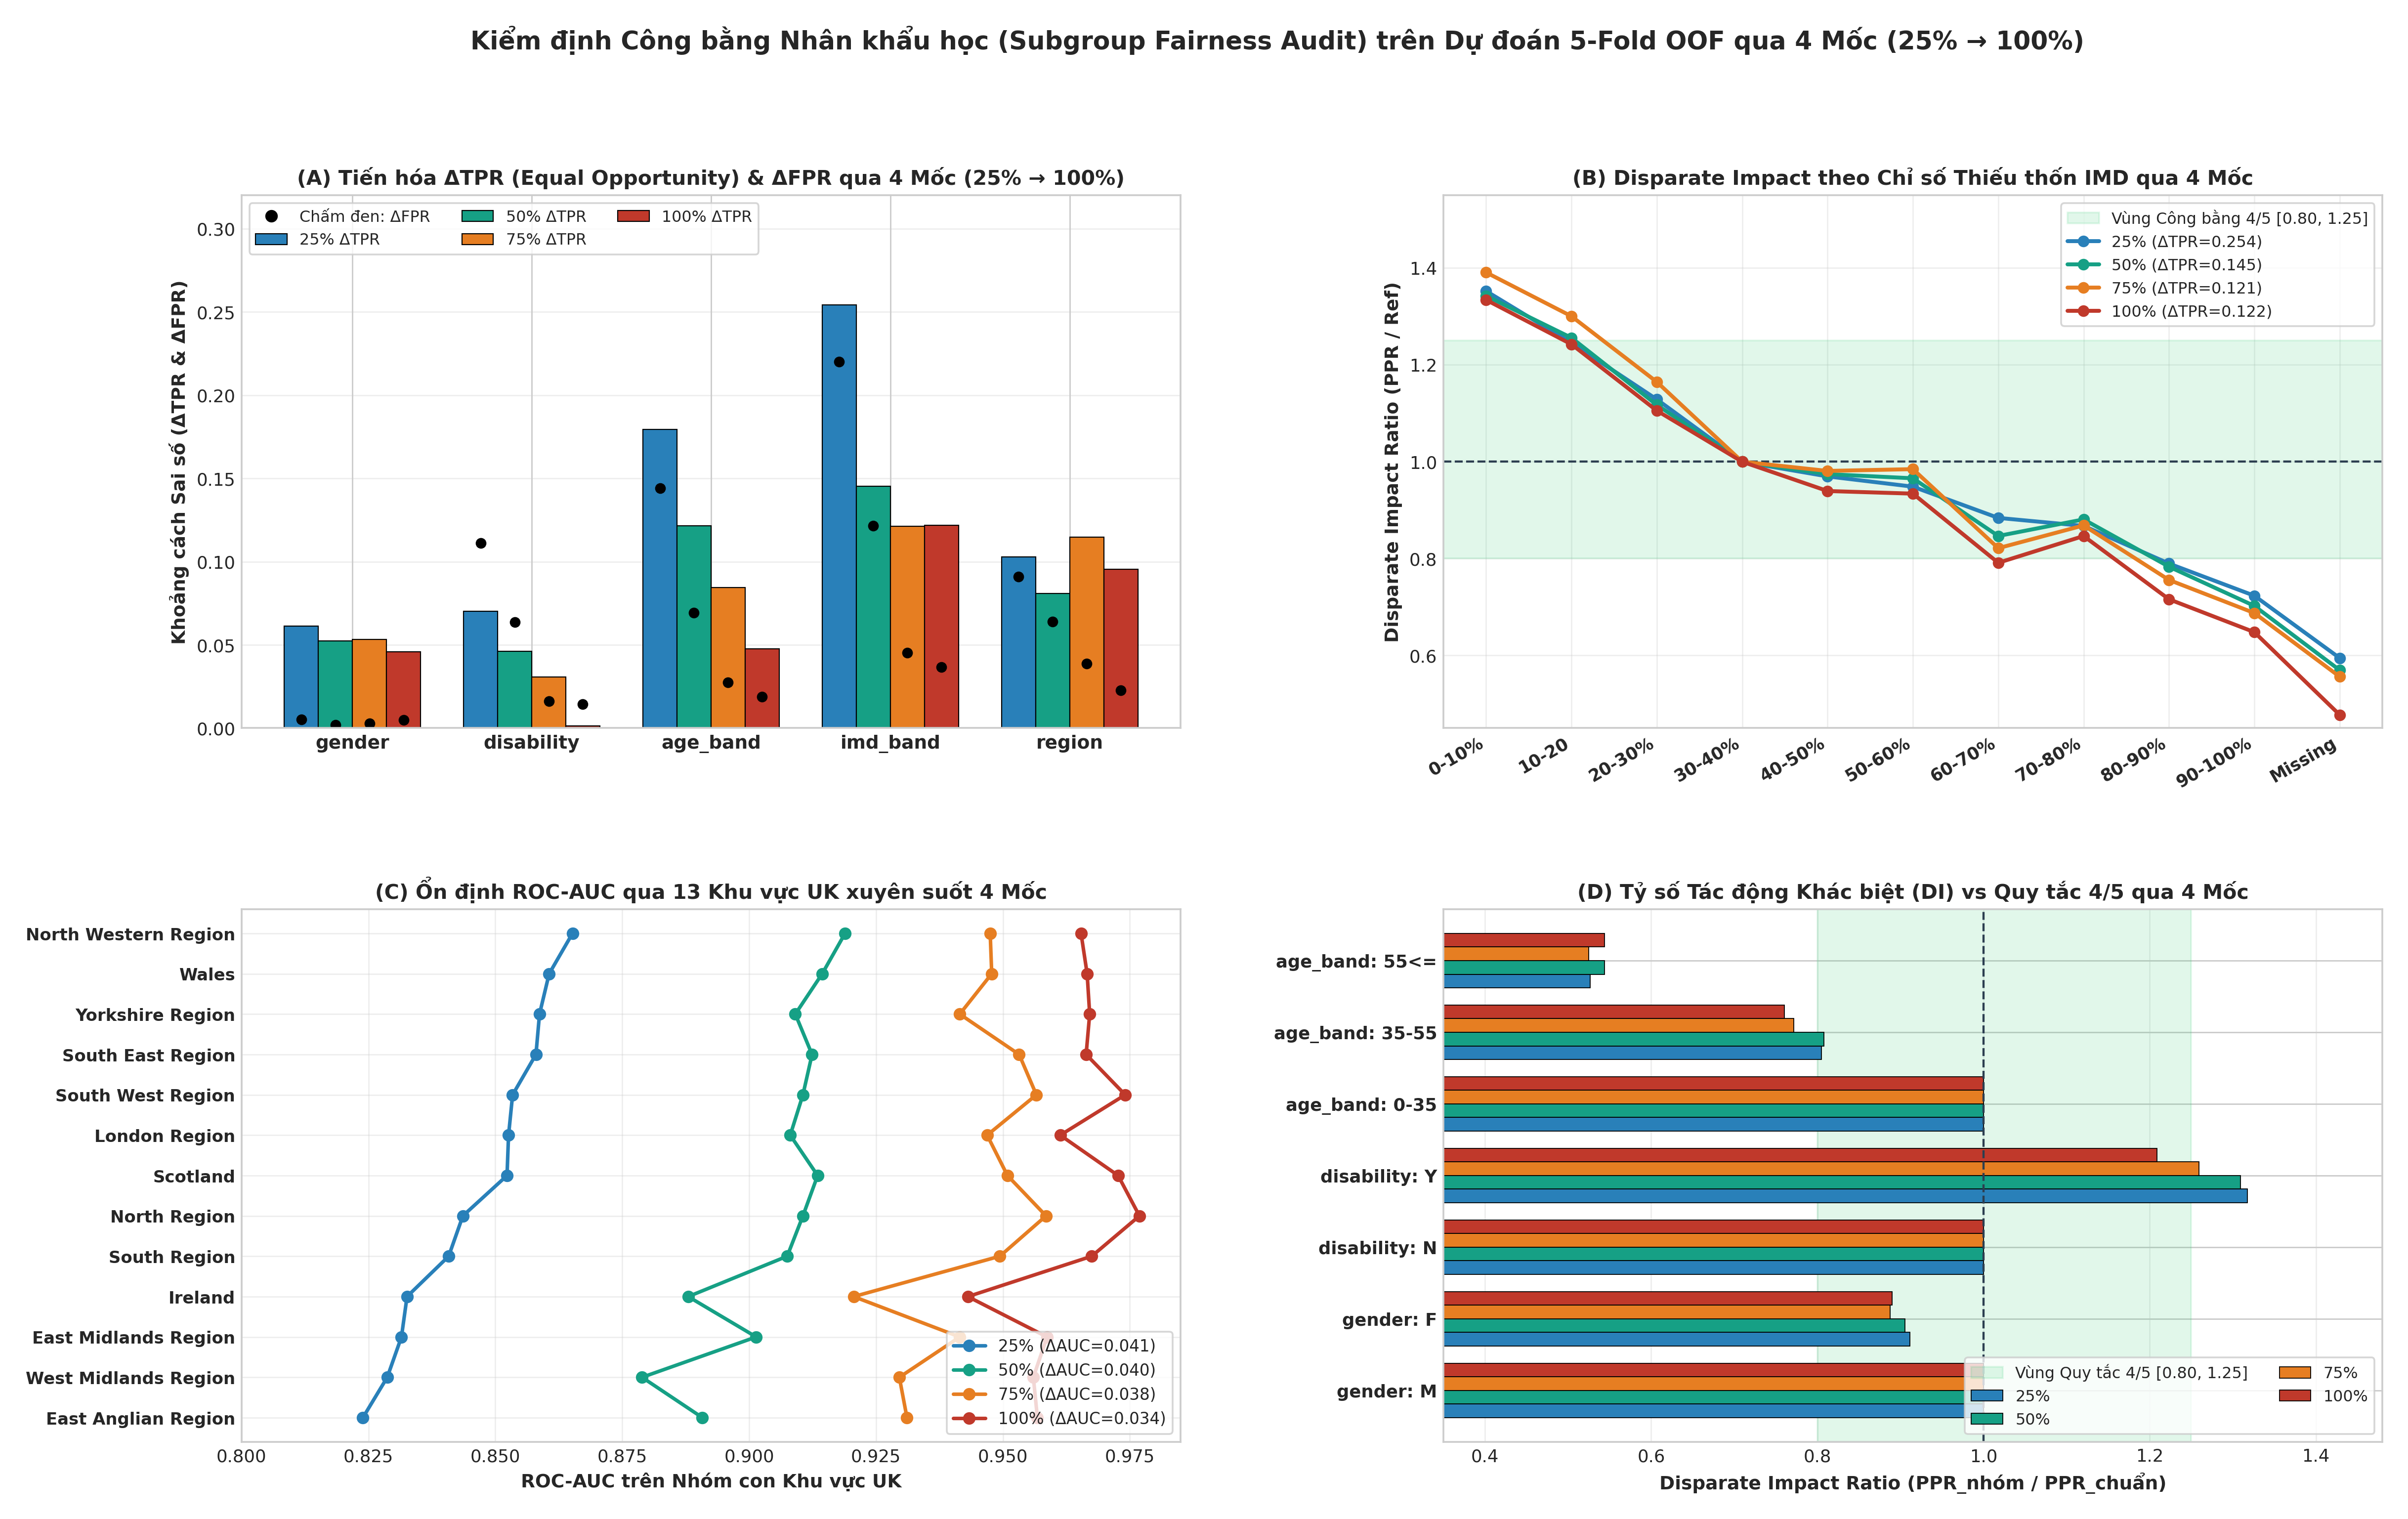 Kiểm định Công bằng Nhân khẩu học (Subgroup Fairness Audit) trên Dự đoán 5-Fold OOF qua 4 Mốc (25% → 100%)
(A) Tiến hóa ΔTPR (Equal Opportunity) & ΔFPR qua 4 Mốc (25% → 100%)
Chấm đen: ΔFPR
25% ΔTPR
50% ΔTPR
75% ΔTPR
100% ΔTPR
Khoảng cách Sai số (ΔTPR & ΔFPR)
0.30
0.25
0.20
0.15
0.10
0.05
0.00
gender
disability
age_band
imd_band
region
(B) Disparate Impact theo Chỉ số Thiếu thốn IMD qua 4 Mốc
Vùng Công bằng 4/5 [0.80, 1.25]
25% (ΔTPR=0.254)
50% (ΔTPR=0.145)
75% (ΔTPR=0.121)
100% (ΔTPR=0.122)
Disparate Impact Ratio (PPR / Ref)
1.4
1.2
1.0
0.8
0.6
0-10%
10-20
20-30%
30-40%
40-50%
50-60%
60-70%
70-80%
80-90%
90-100%
Missing
(C) Ổn định ROC-AUC qua 13 Khu vực UK xuyên suốt 4 Mốc
North Western Region
Wales
Yorkshire Region
South East Region
South West Region
London Region
Scotland
North Region
South Region
Ireland
East Midlands Region
West Midlands Region
East Anglian Region
25% (ΔAUC=0.041)
50% (ΔAUC=0.040)
75% (ΔAUC=0.038)
100% (ΔAUC=0.034)
0.800
0.825
0.850
0.875
0.900
0.925
0.950
0.975
ROC-AUC trên Nhóm con Khu vực UK
(D) Tỷ số Tác động Khác biệt (DI) vs Quy tắc 4/5 qua 4 Mốc
age_band: 55<=
age_band: 35-55
age_band: 0-35
disability: Y
disability: N
gender: F
gender: M
Vùng Quy tắc 4/5 [0.80, 1.25]
25%
50%
75%
100%
0.4
0.6
0.8
1.0
1.2
1.4
Disparate Impact Ratio (PPR_nhóm / PPR_chuẩn)